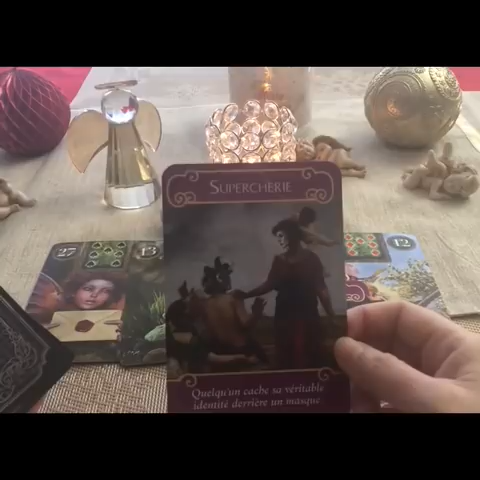 SUPERCHERIE
27
13
12
Quelqu'un cache sa véritable
identité derrière un masque